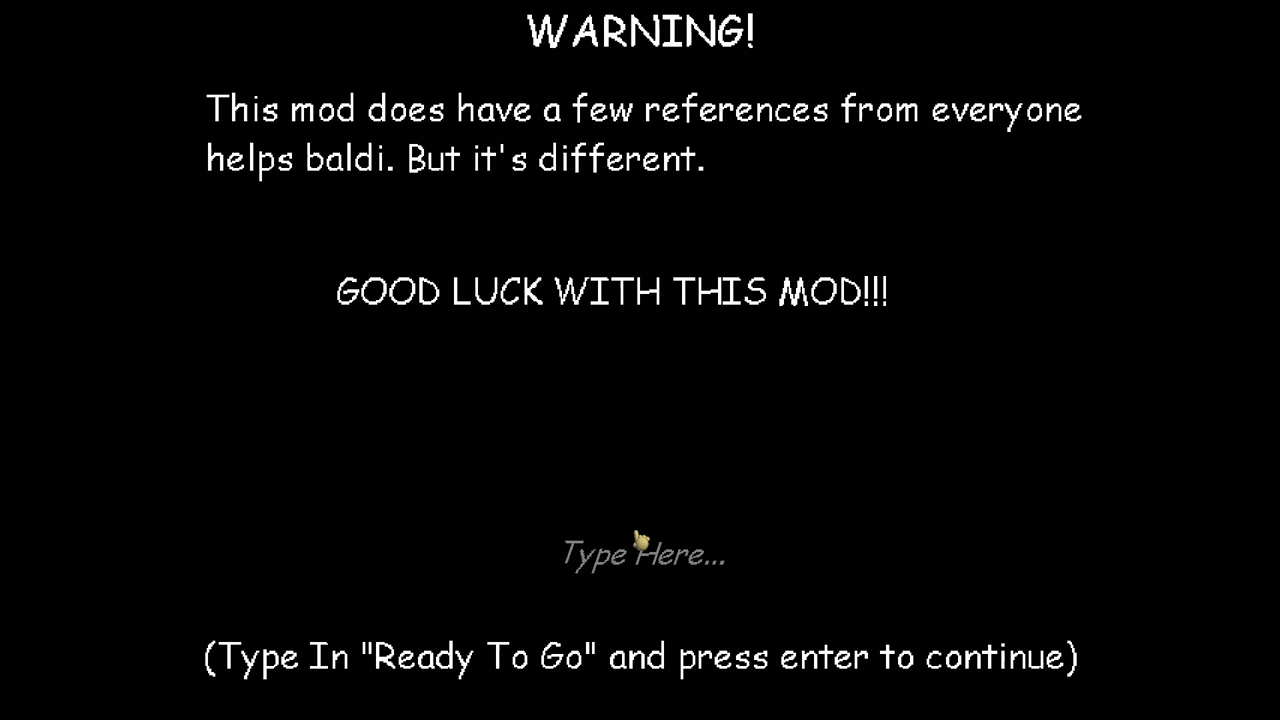 WARNING!
This mod does have a few references from everyone
helps baldi. But it's different.
GOOD LUCK WITH THIS MOD!!!
Type Here...
(Type In "Ready To Go" and press enter to continue)